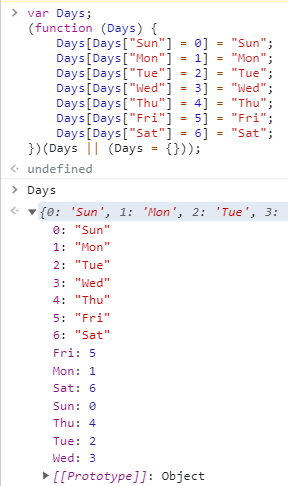 > var Days;
(function (Days) {
    Days[Days["Sun"] = 0] = "Sun";
    Days[Days["Mon"] = 1] = "Mon";
    Days[Days["Tue"] = 2] = "Tue";
    Days[Days["Wed"] = 3] = "Wed";
    Days[Days["Thu"] = 4] = "Thu";
    Days[Days["Fri"] = 5] = "Fri";
    Days[Days["Sat"] = 6] = "Sat";
})(Days || (Days = {}));
undefined
> Days
{0: 'Sun', 1: 'Mon', 2: 'Tue', 3:
0: "Sun"
1: "Mon"
2: "Tue"
3: "Wed"
4: "Thu"
5: "Fri"
6: "Sat"
Fri: 5
Mon: 1
Sat: 6
Sun: 0
Thu: 4
Tue: 2
Wed: 3
[[Prototype]]: Object